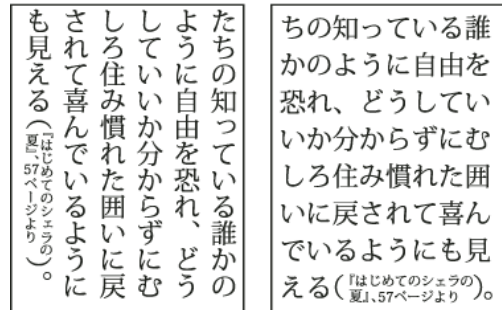 たちの知っている誰かの
ように自由を恐れ、どう
していいか分からずにむ
しろ住み慣れた囲いに戻
されて喜んでいるように
も見える(『はじめてのシェラの夏』、57ページより)。
ちの知っている誰
かのように自由を
恐れ、どうしてい
いか分からずにむ
しろ住み慣れた囲
いに戻されて喜ん
でいるようにも見
える(『はじめてのシェラの夏』、57ページより)。